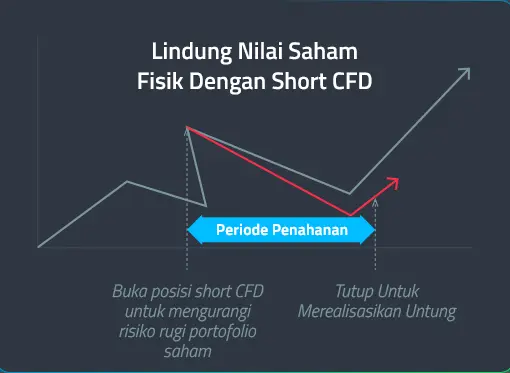 Lindung Nilai Saham
Fisik Dengan Short CFD
Periode Penahanan
Buka posisi short CFD
untuk mengurangi
risiko rugi portofolio
saham
Tutup Untuk
Merealisasikan Untung